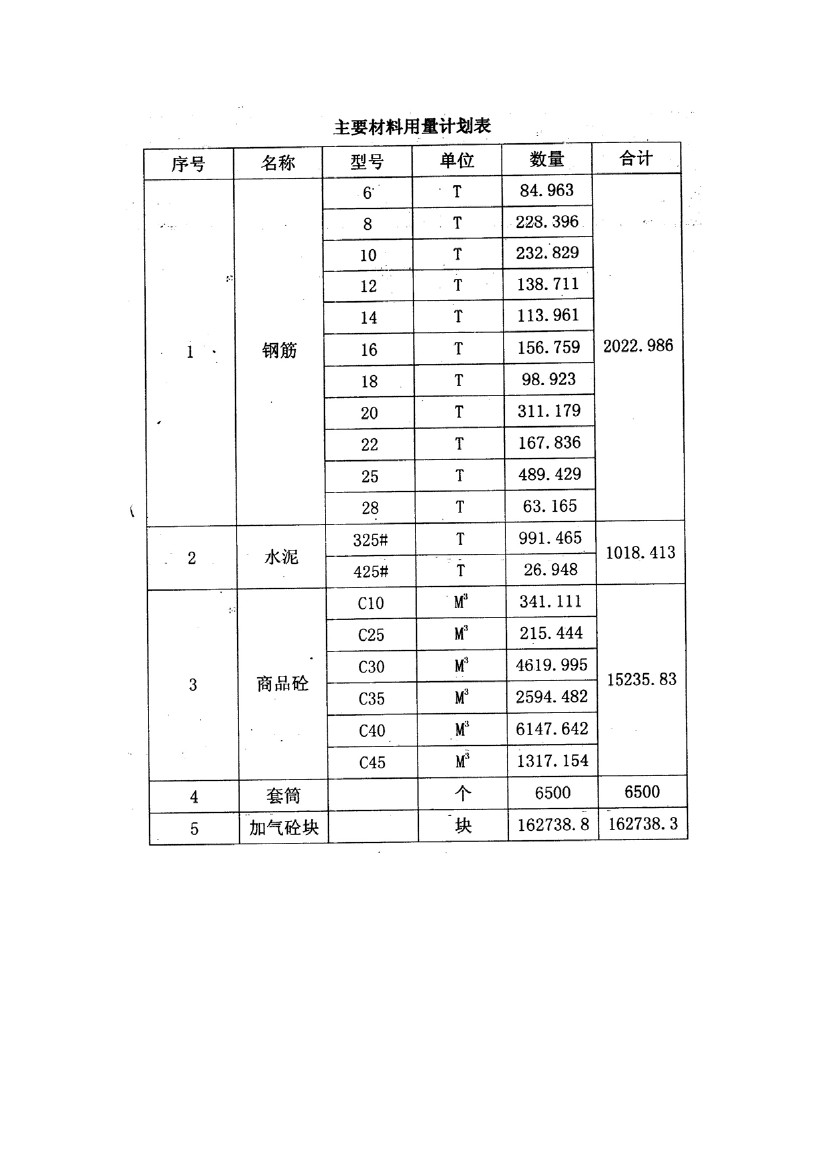 主要材料用量计划表
序号 名称 型号 单位 数量 合计
6 T 84.963
8 T 228.396
10 T 232.829
12 T 138.711
14 T 113.961
1 钢筋 16 T 156.759 2022.986
18 T 98.923
20 T 311.179
22 T 167.836
25 T 489.429
28 T 63.165
2 水泥 325# T 991.465 1018.413
425# T 26.948
C10 M³ 341.111
C25 M³ 215.444
3 商品砼 C30 M³ 4619.995 15235.83
C35 M³ 2594.482
C40 M³ 6147.642
C45 M³ 1317.154
4 套筒 个 6500 6500
5 加气砼块 块 162738.8 162738.3